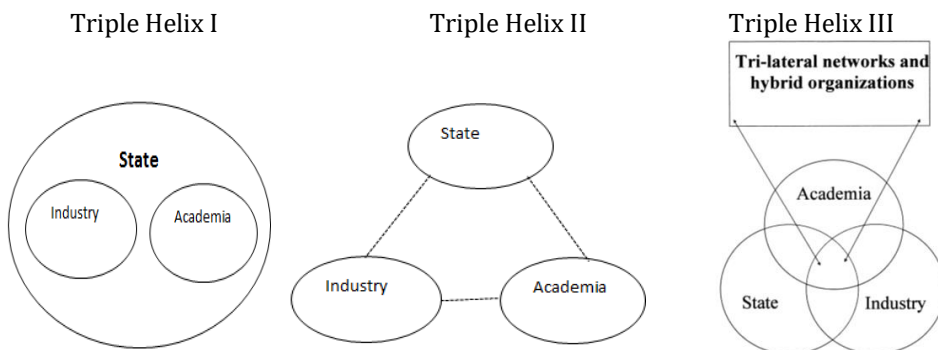 Triple Helix I
State
Industry
Academia
Triple Helix II
State
Industry
Academia
Triple Helix III
Tri-lateral networks and
hybrid organizations
Academia
State
Industry